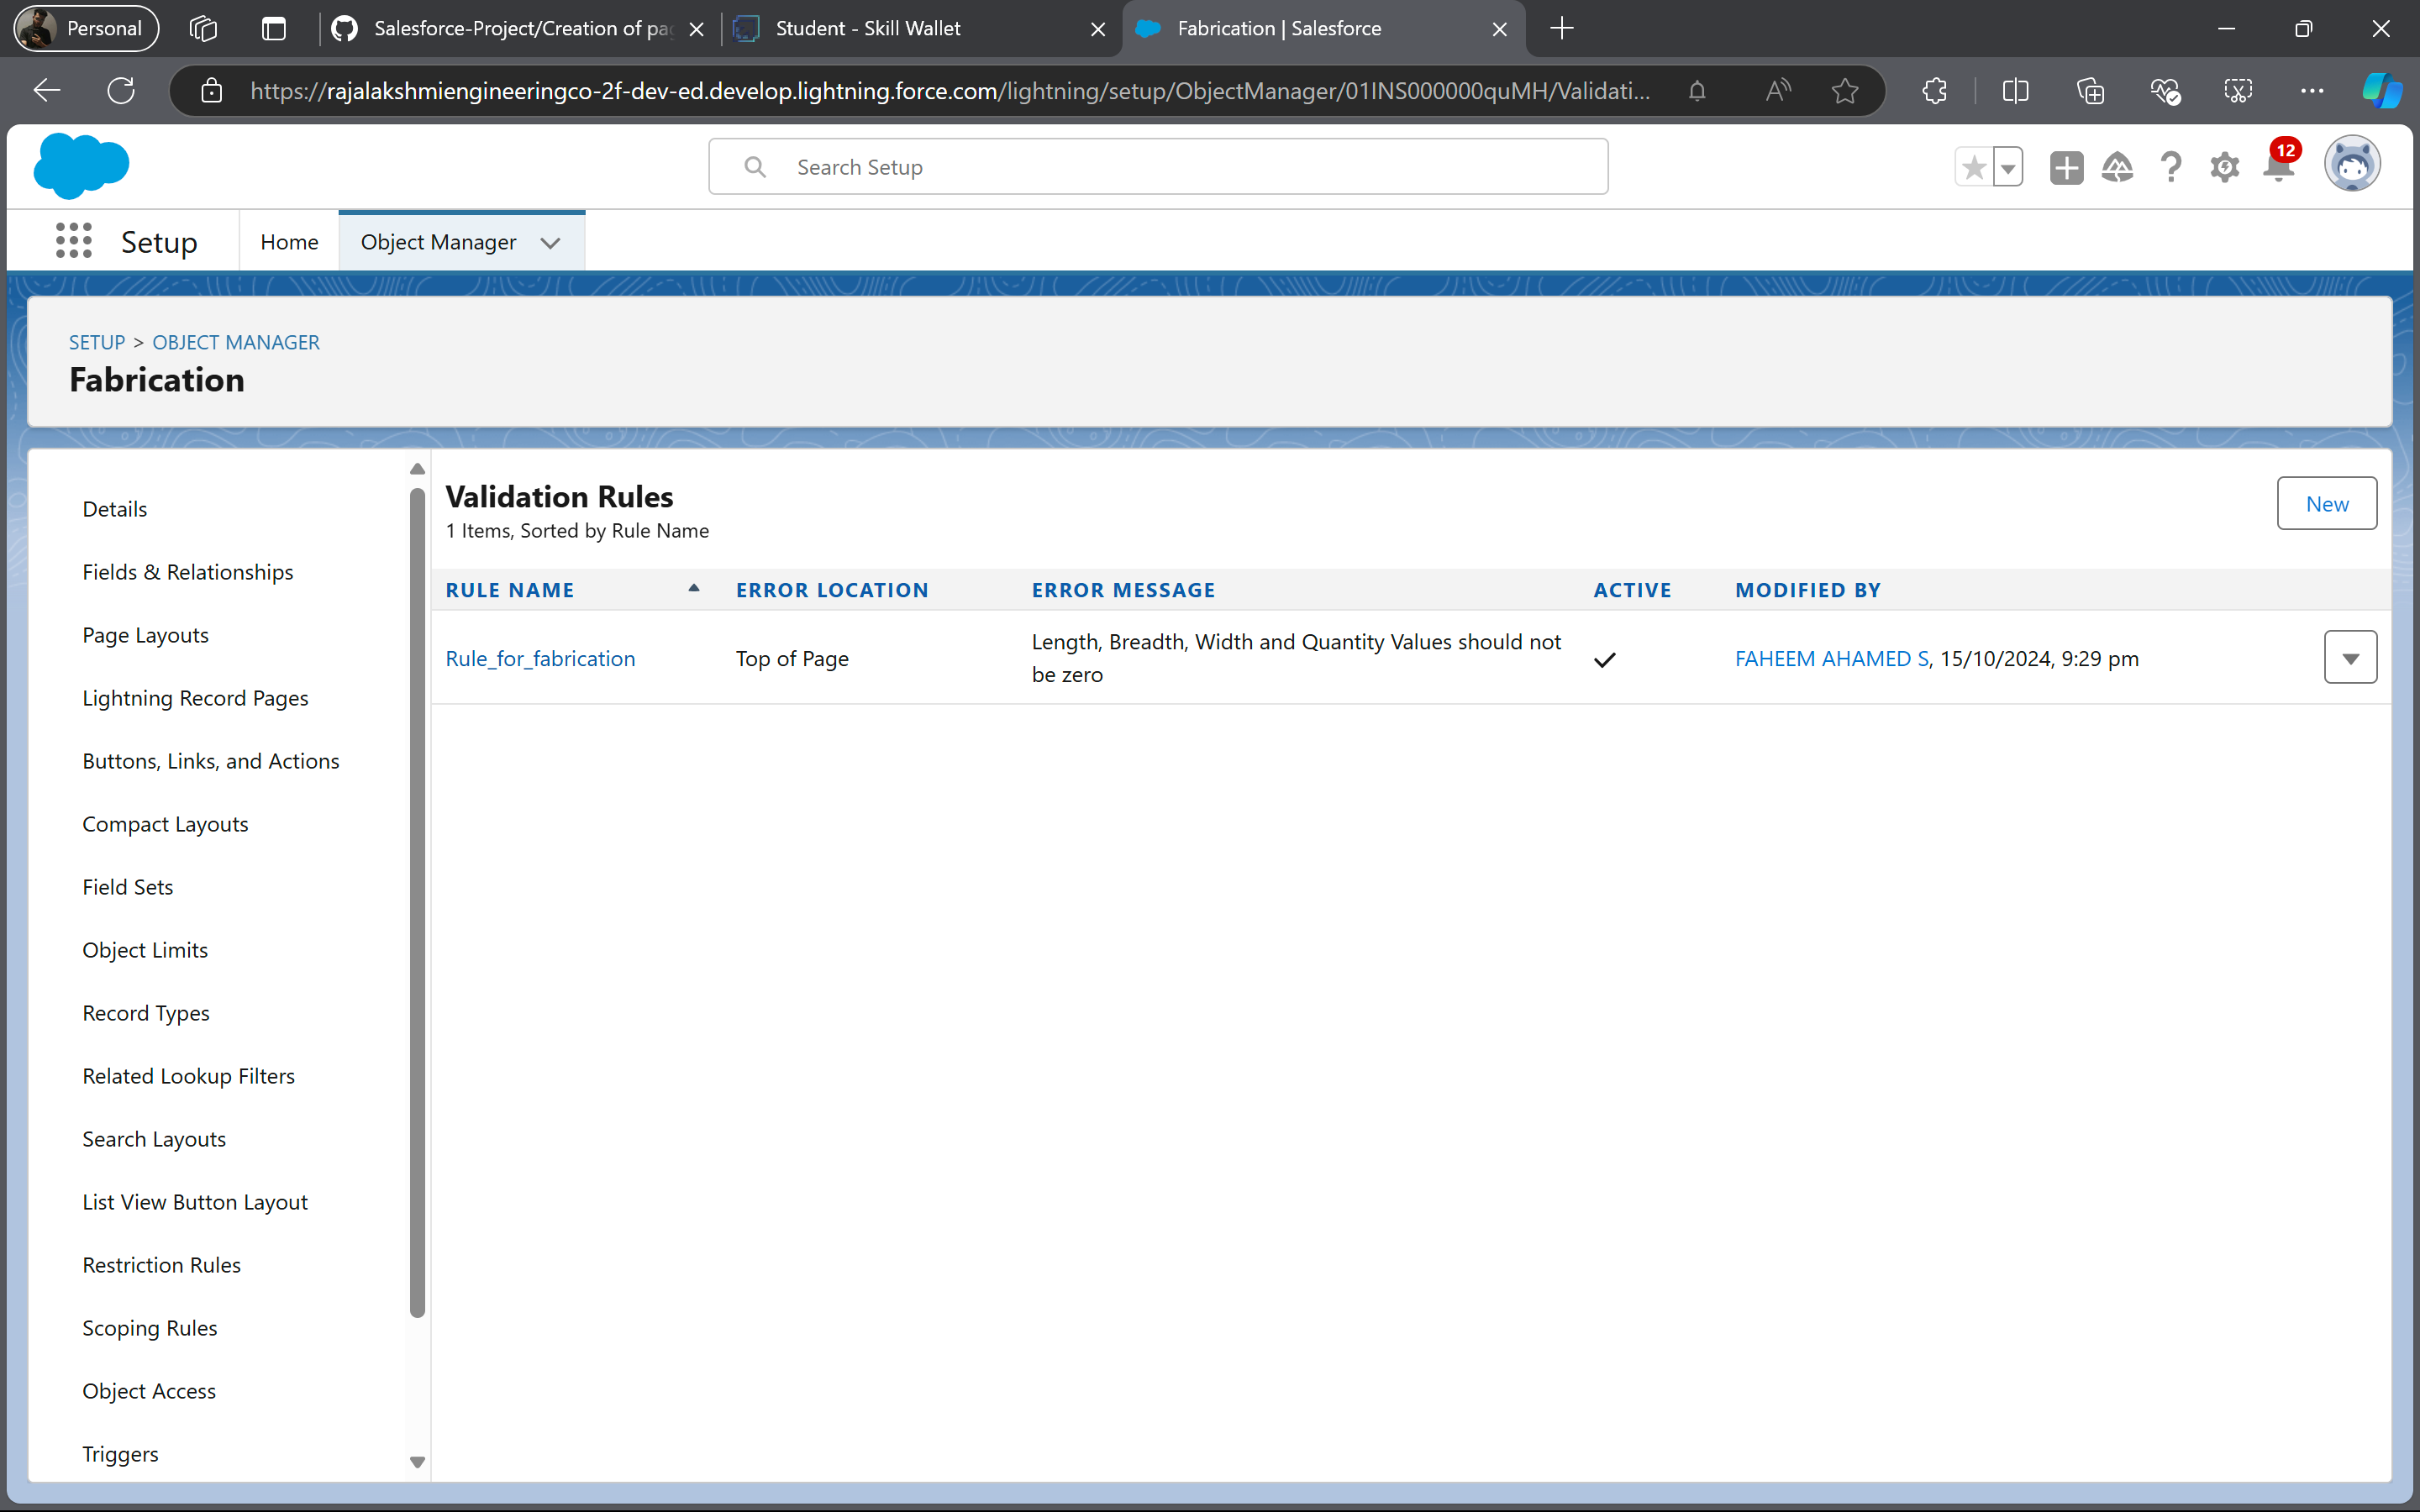 Personal
Salesforce-Project/Creation of pa
Student - Skill Wallet
Fabrication | Salesforce
https://rajalakshmiengineeringco-2f-dev-ed.develop.lightning.force.com/lightning/setup/ObjectManager/01INS000000quMH/Validati...
Search Setup
12
Setup
Home
Object Manager
SETUP > OBJECT MANAGER
Fabrication
Details
Fields & Relationships
Page Layouts
Lightning Record Pages
Buttons, Links, and Actions
Compact Layouts
Field Sets
Object Limits
Record Types
Related Lookup Filters
Search Layouts
List View Button Layout
Restriction Rules
Scoping Rules
Object Access
Triggers
Validation Rules
1 Items, Sorted by Rule Name
New
RULE NAME ERROR LOCATION ERROR MESSAGE ACTIVE MODIFIED BY
Rule_for_fabrication Top of Page Length, Breadth, Width and Quantity Values should not
be zero
FAHEEM AHAMED S, 15/10/2024, 9:29 pm